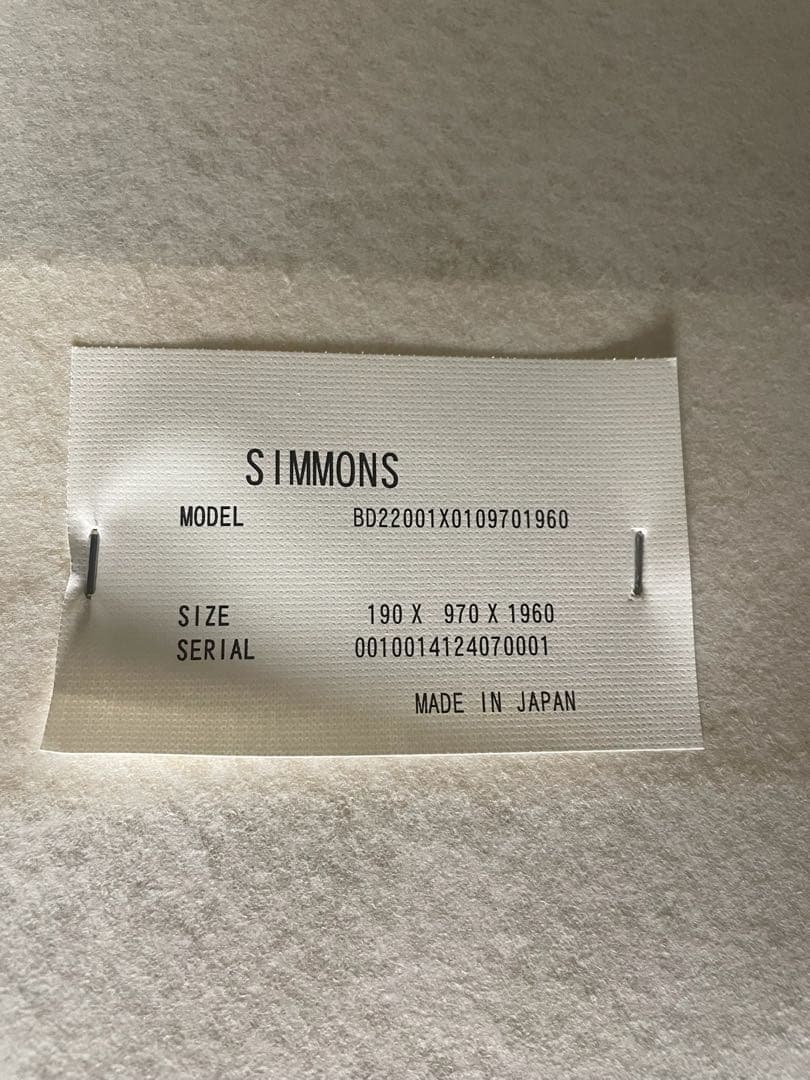 SIMMONS
MODEL BD22001X0109701960
SIZE 190 X 970 X 1960
SERIAL 0010014124070001
MADE IN JAPAN